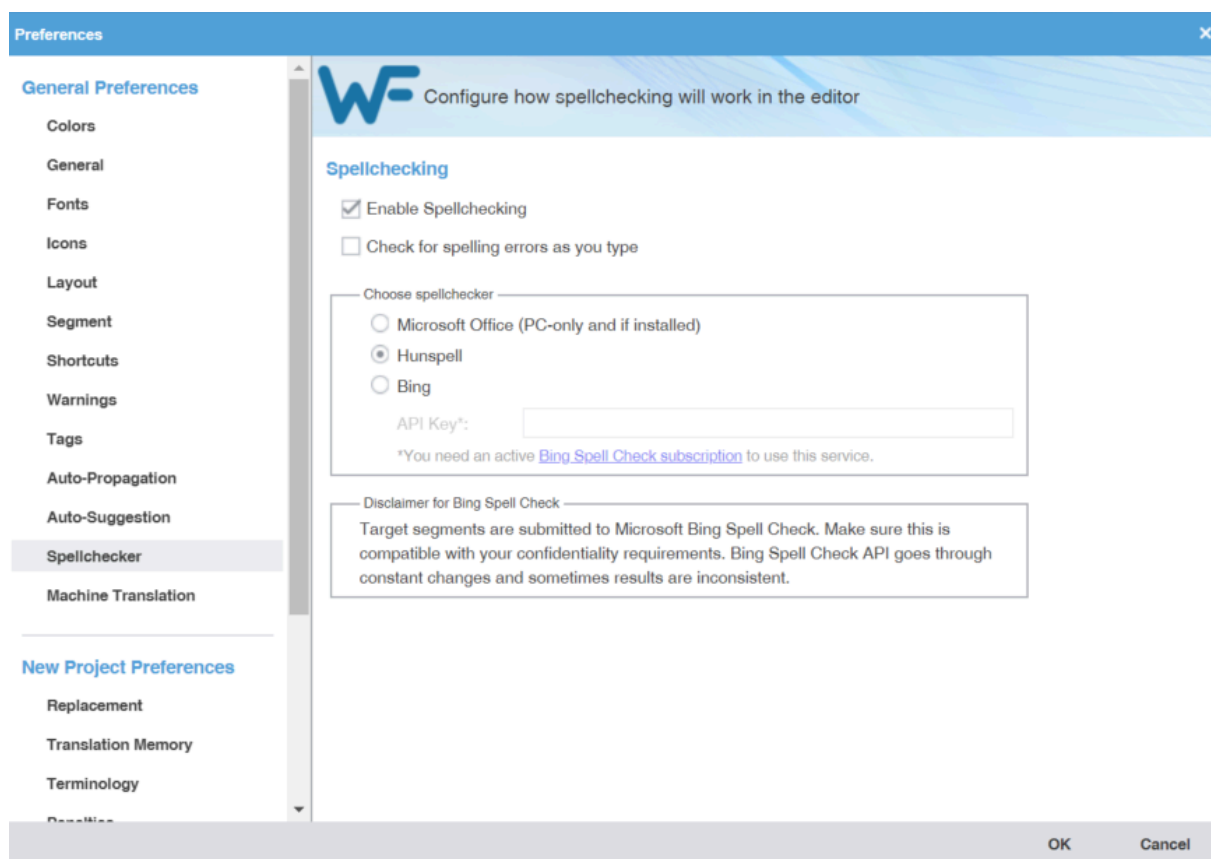 Preferences
General Preferences
Colors
General
Fonts
Icons
Layout
Segment
Shortcuts
Warnings
Tags
Auto-Propagation
Auto-Suggestion
Spellchecker
Machine Translation
New Project Preferences
Replacement
Translation Memory
Terminology
WF
Configure how spellchecking will work in the editor
Spellchecking
Enable Spellchecking
Check for spelling errors as you type
Choose spellchecker
Microsoft Office (PC-only and if installed)
Hunspell
Bing
API Key*:
*You need an active Bing Spell Check subscription to use this service.
Disclaimer for Bing Spell Check
Target segments are submitted to Microsoft Bing Spell Check. Make sure this is
compatible with your confidentiality requirements. Bing Spell Check API goes through
constant changes and sometimes results are inconsistent.
OK Cancel